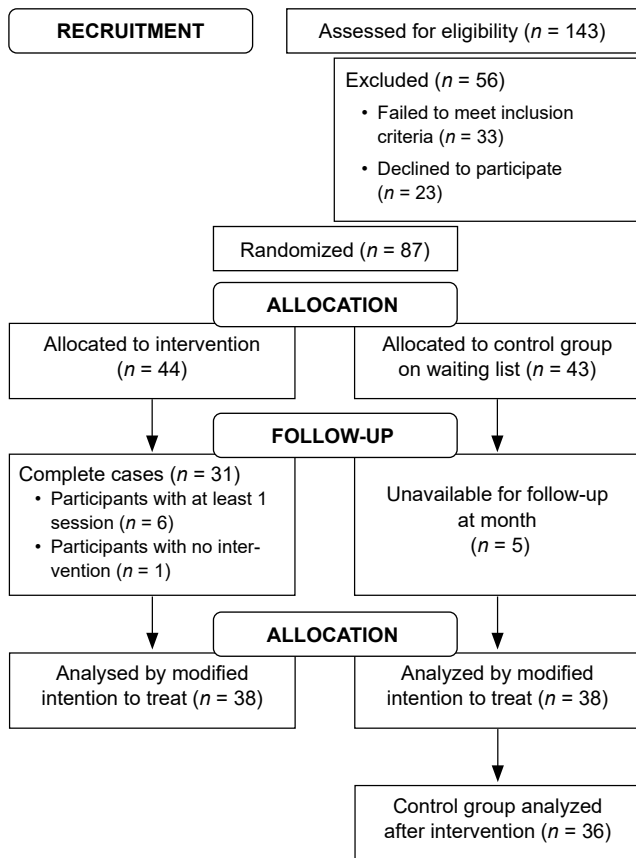 RECRUITMENT
Assessed for eligibility (n = 143)
Excluded (n = 56)
• Failed to meet inclusion
criteria (n = 33)
• Declined to participate
(n = 23)
Randomized (n = 87)
ALLOCATION
Allocated to intervention
(n = 44)
Allocated to control group
on waiting list (n = 43)
FOLLOW-UP
Complete cases (n = 31)
• Participants with at least 1
session (n = 6)
• Participants with no inter-
vention (n = 1)
Unavailable for follow-up
at month
(n = 5)
ALLOCATION
Analysed by modified
intention to treat (n = 38)
Analyzed by modified
intention to treat (n = 38)
Control group analyzed
after intervention (n = 36)